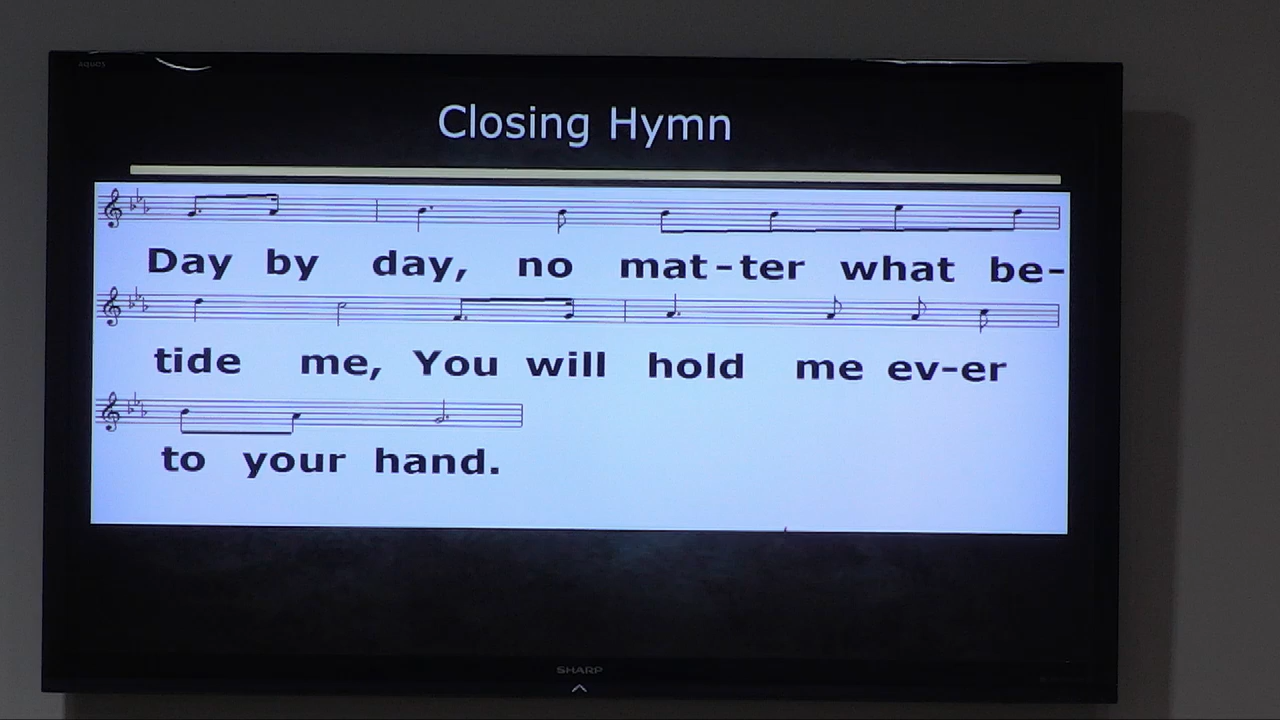 AQUOS
Closing Hymn
Day by day, no mat-ter what be-
tide me, You will hold me ev-er
to your hand.
SHARP